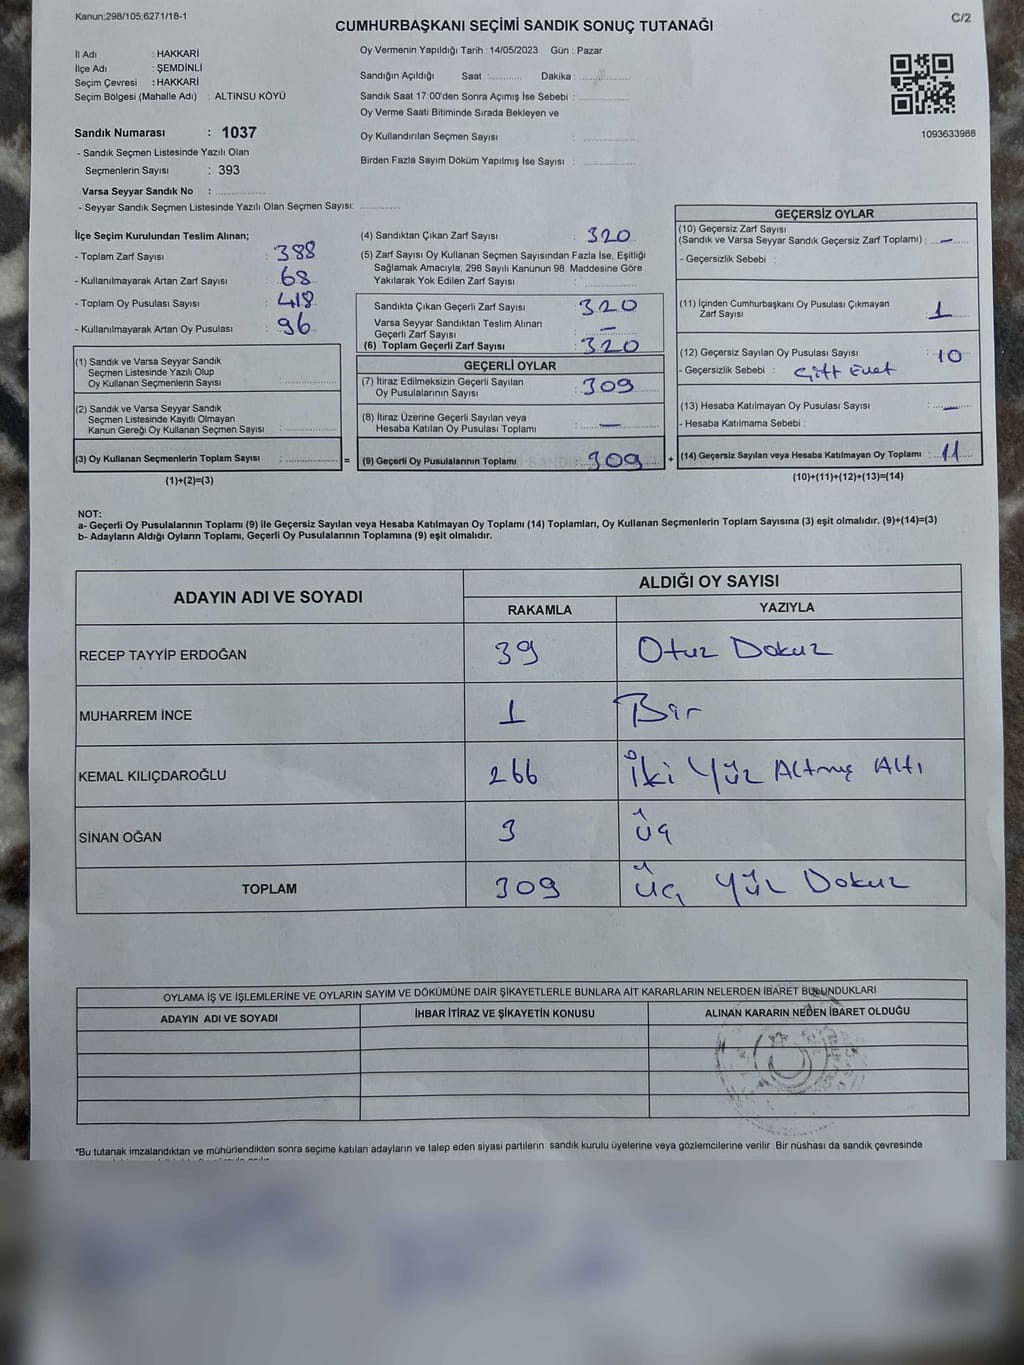 Kanun;298/105;6271/18-1
C/2
CUMHURBAŞKANI SEÇİMİ SANDIK SONUÇ TUTANAĞI
İl Adı : HAKKARİ
İlçe Adı : ŞEMDİNLİ
Seçim Çevresi : HAKKARİ
Seçim Bölgesi (Mahalle Adı) : ALTINSU KÖYÜ
Sandık Numarası : 1037
- Sandık Seçmen Listesinde Yazılı Olan
Seçmenlerin Sayısı : 393
Varsa Seyyar Sandık No : ..................
- Seyyar Sandık Seçmen Listesinde Yazılı Olan Seçmen Sayısı: ..............
Oy Vermenin Yapıldığı Tarih : 14/05/2023 Gün : Pazar
Sandığın Açıldığı Saat :............ Dakika : ..................
Sandık Saat 17:00'den Sonra Açımış İse Sebebi : ..................
Oy Verme Saati Bitiminde Sırada Bekleyen ve
Oy Kullandırılan Seçmen Sayısı : ..................
Birden Fazla Sayım Döküm Yapılmış İse Sayısı : ..................
1093633988
İlçe Seçim Kurulundan Teslim Alınan;
- Toplam Zarf Sayısı : 388
- Kullanılmayarak Artan Zarf Sayısı : 68
- Toplam Oy Pusulası Sayısı : 418
- Kullanılmayarak Artan Oy Pusulası : 96
(1) Sandık ve Varsa Seyyar Sandık
Seçmen Listesinde Yazılı Olup
Oy Kullanan Seçmenlerin Sayısı : ..................
(2) Sandık ve Varsa Seyyar Sandık
Seçmen Listesinde Kayıtlı Olmayan
Kanun Gereği Oy Kullanan Seçmen Sayısı : ..................
(3) Oy Kullanan Seçmenlerin Toplam Sayısı : .................. =
(1)+(2)=(3)
(4) Sandıktan Çıkan Zarf Sayısı : 320
(5) Zarf Sayısı Oy Kullanan Seçmen Sayısından Fazla İse, Eşitliği
Sağlamak Amacıyla, 298 Sayılı Kanunun 98. Maddesine Göre
Yakılarak Yok Edilen Zarf Sayısı : ..................
Sandıkta Çıkan Geçerli Zarf Sayısı : 320
Varsa Seyyar Sandıktan Teslim Alınan
Geçerli Zarf Sayısı : —
(6) Toplam Geçerli Zarf Sayısı : 320
GEÇERLİ OYLAR
(7) İtiraz Edilmeksizin Geçerli Sayılan
Oy Pusulalarının Sayısı : 309
(8) İtiraz Üzerine Geçerli Sayılan veya
Hesaba Katılan Oy Pusulası Toplamı : —
(9) Geçerli Oy Pusulalarının Toplamı : 309 +
GEÇERSİZ OYLAR
(10) Geçersiz Zarf Sayısı
(Sandık ve Varsa Seyyar Sandık Geçersiz Zarf Toplamı) : —
- Geçersizlik Sebebi :
(11) İçinden Cumhurbaşkanı Oy Pusulası Çıkmayan
Zarf Sayısı : 1
(12) Geçersiz Sayılan Oy Pusulası Sayısı : 10
- Geçersizlik Sebebi : Çift Evet
(13) Hesaba Katılmayan Oy Pusulası Sayısı : —
- Hesaba Katılmama Sebebi :
(14) Geçersiz Sayılan veya Hesaba Katılmayan Oy Toplamı : 11
(10)+(11)+(12)+(13)=(14)
NOT:
a- Geçerli Oy Pusulalarının Toplamı (9) ile Geçersiz Sayılan veya Hesaba Katılmayan Oy Toplamı (14) Toplamları, Oy Kullanan Seçmenlerin Toplam Sayısına (3) eşit olmalıdır. (9)+(14)=(3)
b- Adayların Aldığı Oyların Toplamı, Geçerli Oy Pusulalarının Toplamına (9) eşit olmalıdır.
ADAYIN ADI VE SOYADI
ALDIĞI OY SAYISI
RAKAMLA YAZIYLA
RECEP TAYYİP ERDOĞAN 39 Otuz Dokuz
MUHARREM İNCE 1 Bir
KEMAL KILIÇDAROĞLU 266 İki Yüz Altmış Altı
SİNAN OĞAN 3 üç
TOPLAM 309 üç yüz Dokuz
OYLAMA İŞ VE İŞLEMLERİNE VE OYLARIN SAYIM VE DÖKÜMÜNE DAİR ŞİKAYETLERLE BUNLARA AİT KARARLARIN NELERDEN İBARET BULUNDUKLARI
ADAYIN ADI VE SOYADI İHBAR İTİRAZ VE ŞİKAYETİN KONUSU ALINAN KARARIN NEDEN İBARET OLDUĞU
*Bu tutanak imzalandıktan ve mühürlendikten sonra seçime katılan adayların ve talep eden siyasi partilerin sandık kurulu üyelerine veya gözlemcilerine verilir .Bir nüshası da sandık çevresinde